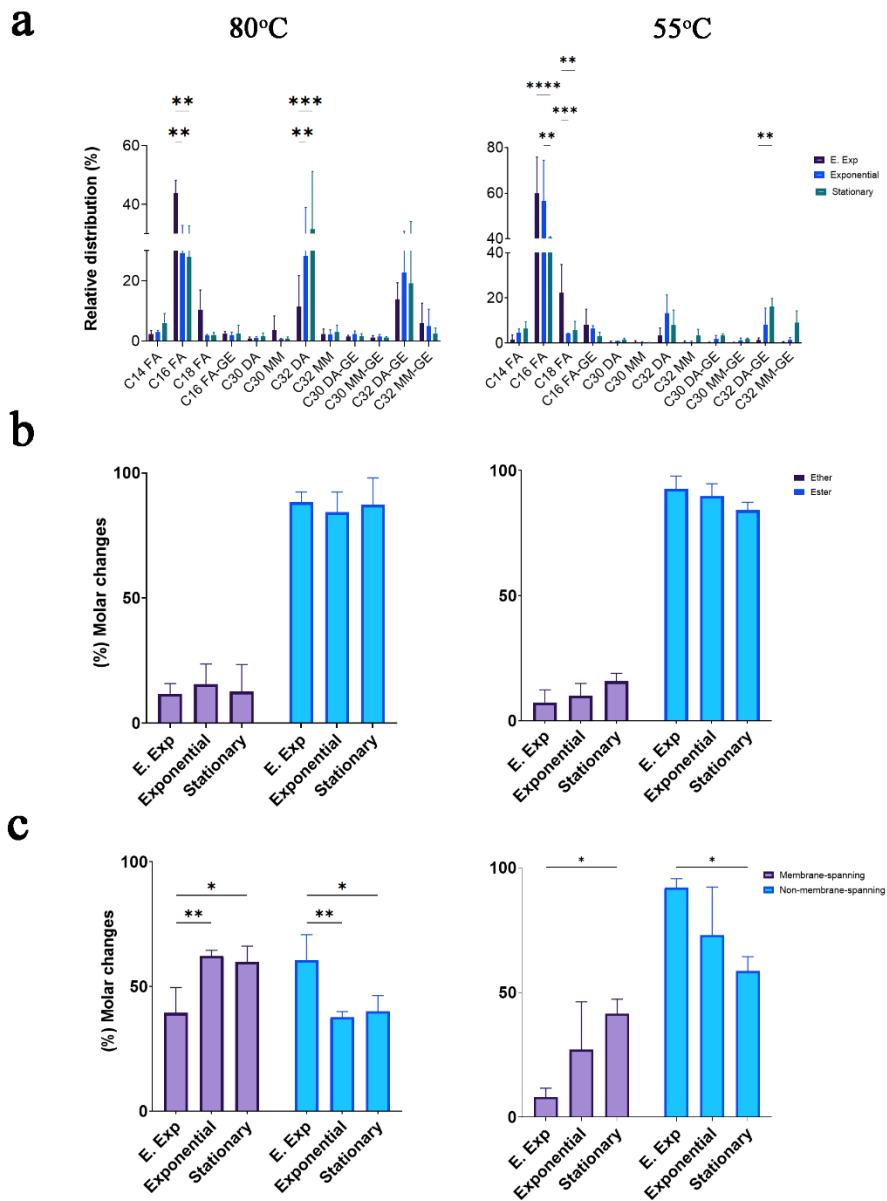 a
80°C
55°C
** ***
** **
**
****
***
**
**
Relative distribution (%)
60
40
20
0
C14 FA
C16 FA
C18 FA
C16 FA-GE
C30 DA
C30 MM
C32 DA
C32 MM
C30 DA-GE
C30 MM-GE
C32 DA-GE
C32 MM-GE
80
60
40
20
0
C14 FA
C16 FA
C18 FA
C16 FA-GE
C30 DA
C30 MM
C32 DA
C32 MM
C30 DA-GE
C30 MM-GE
C32 DA-GE
C32 MM-GE
E. Exp
Exponential
Stationary
b
(%) Molar changes
100
50
0
E. Exp
Exponential
Stationary
E. Exp
Exponential
Stationary
100
50
0
E. Exp
Exponential
Stationary
E. Exp
Exponential
Stationary
Ether
Ester
c
(%) Molar changes
100
50
0
* *
** **
E. Exp
Exponential
Stationary
E. Exp
Exponential
Stationary
100
50
0
* *
E. Exp
Exponential
Stationary
E. Exp
Exponential
Stationary
Membrane-spanning
Non-membrane-spanning